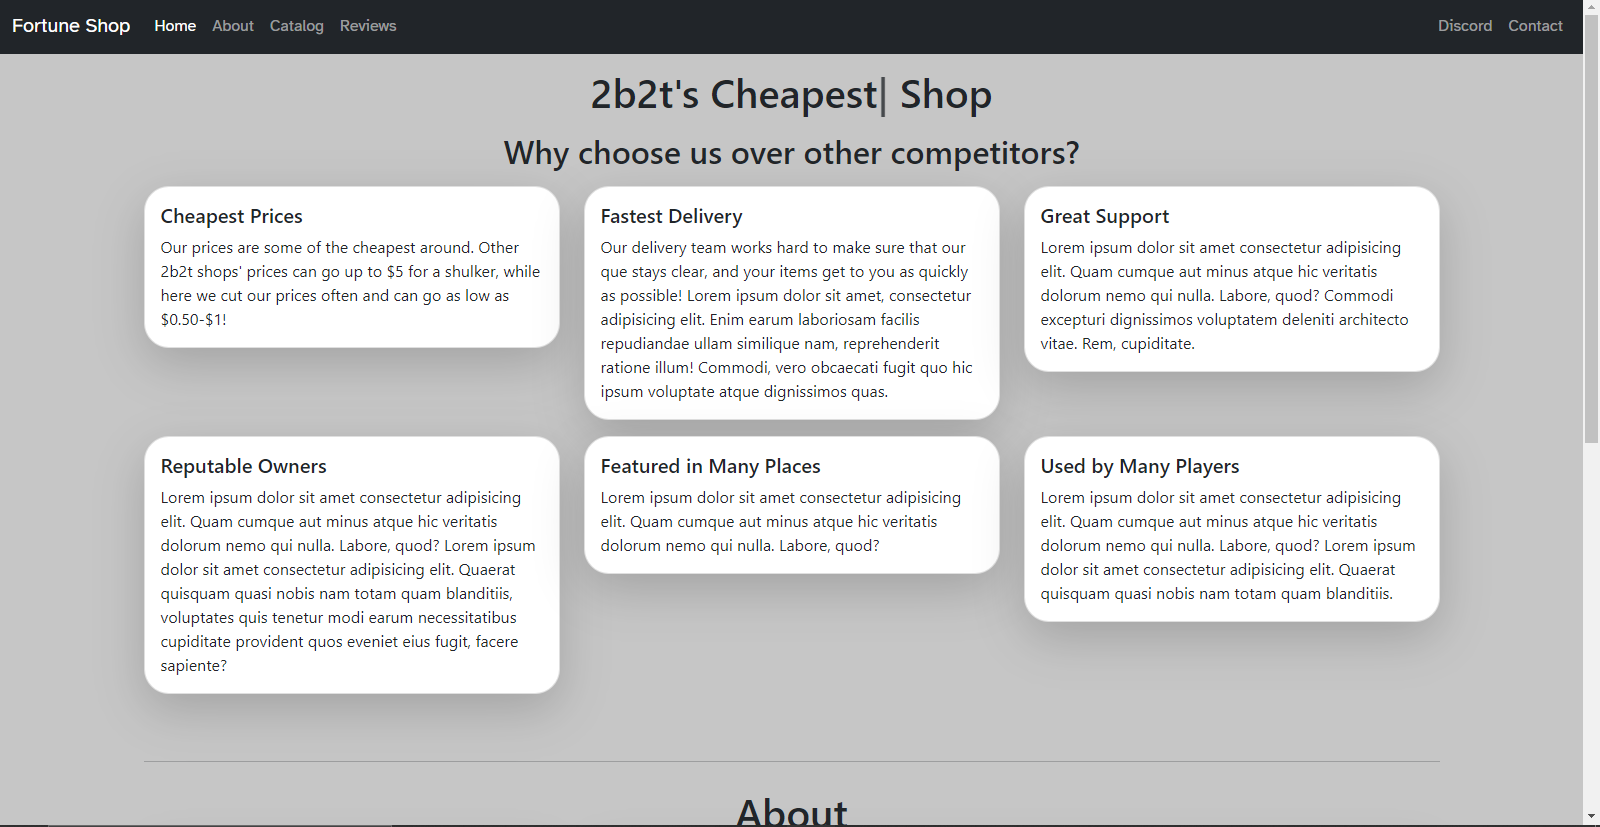 Fortune Shop Home About Catalog Reviews Discord Contact
2b2t's Cheapest| Shop
Why choose us over other competitors?
Cheapest Prices
Our prices are some of the cheapest around. Other
2b2t shops' prices can go up to $5 for a shulker, while
here we cut our prices often and can go as low as
$0.50-$1!
Fastest Delivery
Our delivery team works hard to make sure that our
que stays clear, and your items get to you as quickly
as possible! Lorem ipsum dolor sit amet, consectetur
adipisicing elit. Enim earum laboriosam facilis
repudiandae ullam similique nam, reprehenderit
ratione illum! Commodi, vero obcaecati fugit quo hic
ipsum voluptate atque dignissimos quas.
Great Support
Lorem ipsum dolor sit amet consectetur adipisicing
elit. Quam cumque aut minus atque hic veritatis
dolorum nemo qui nulla. Labore, quod? Commodi
excepturi dignissimos voluptatem deleniti architecto
vitae. Rem, cupiditate.
Reputable Owners
Lorem ipsum dolor sit amet consectetur adipisicing
elit. Quam cumque aut minus atque hic veritatis
dolorum nemo qui nulla. Labore, quod? Lorem ipsum
dolor sit amet consectetur adipisicing elit. Quaerat
quisquam quasi nobis nam totam quam blanditiis,
voluptates quis tenetur modi earum necessitatibus
cupiditate provident quos eveniet eius fugit, facere
sapiente?
Featured in Many Places
Lorem ipsum dolor sit amet consectetur adipisicing
elit. Quam cumque aut minus atque hic veritatis
dolorum nemo qui nulla. Labore, quod?
Used by Many Players
Lorem ipsum dolor sit amet consectetur adipisicing
elit. Quam cumque aut minus atque hic veritatis
dolorum nemo qui nulla. Labore, quod? Lorem ipsum
dolor sit amet consectetur adipisicing elit. Quaerat
quisquam quasi nobis nam totam quam blanditiis.
About